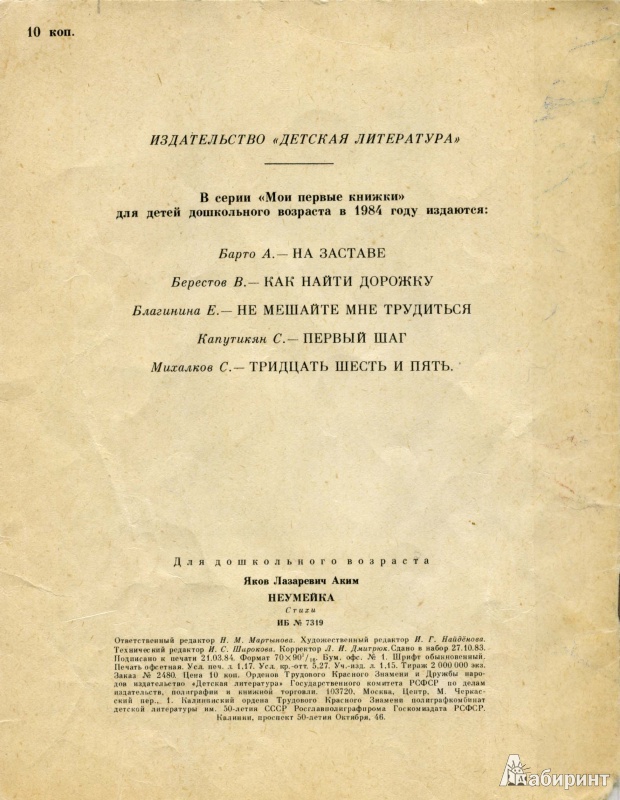 10 коп.
ИЗДАТЕЛЬСТВО «ДЕТСКАЯ ЛИТЕРАТУРА»
В серии «Мои первые книжки»
для детей дошкольного возраста в 1984 году издаются:
Барто А.— НА ЗАСТАВЕ
Берестов В.— КАК НАЙТИ ДОРОЖКУ
Благинина Е.— НЕ МЕШАЙТЕ МНЕ ТРУДИТЬСЯ
Капутикян С.— ПЕРВЫЙ ШАГ
Михалков С.— ТРИДЦАТЬ ШЕСТЬ И ПЯТЬ.
Для дошкольного возраста
Яков Лазаревич Аким
НЕУМЕЙКА
Стихи
ИБ № 7319
Ответственный редактор Н. М. Мартынова. Художественный редактор И. Г. Найдёнова.
Технический редактор И. С. Широкова. Корректор Л. И. Дмитрюк. Сдано в набор 27.10.83.
Подписано к печати 21.03.84. Формат 70×90 1/16. Бум. офс. № 1. Шрифт обыкновенный.
Печать офсетная. Усл. печ. л. 1,17. Усл. кр.-отт. 5,27. Уч.-изд. л. 1,15. Тираж 2 000 000 экз.
Заказ № 2480. Цена 10 коп. Орденов Трудового Красного Знамени и Дружбы наро-
дов издательство «Детская литература» Государственного комитета РСФСР по делам
издательств, полиграфии и книжной торговли. 103720, Москва, Центр, М. Черкас-
ский пер., 1. Калининский ордена Трудового Красного Знамени полиграфкомбинат
детской литературы им. 50-летия СССР Росглавполиграфпрома Госкомиздата РСФСР.
Калинин, проспект 50-летия Октября, 46.
Лабиринт